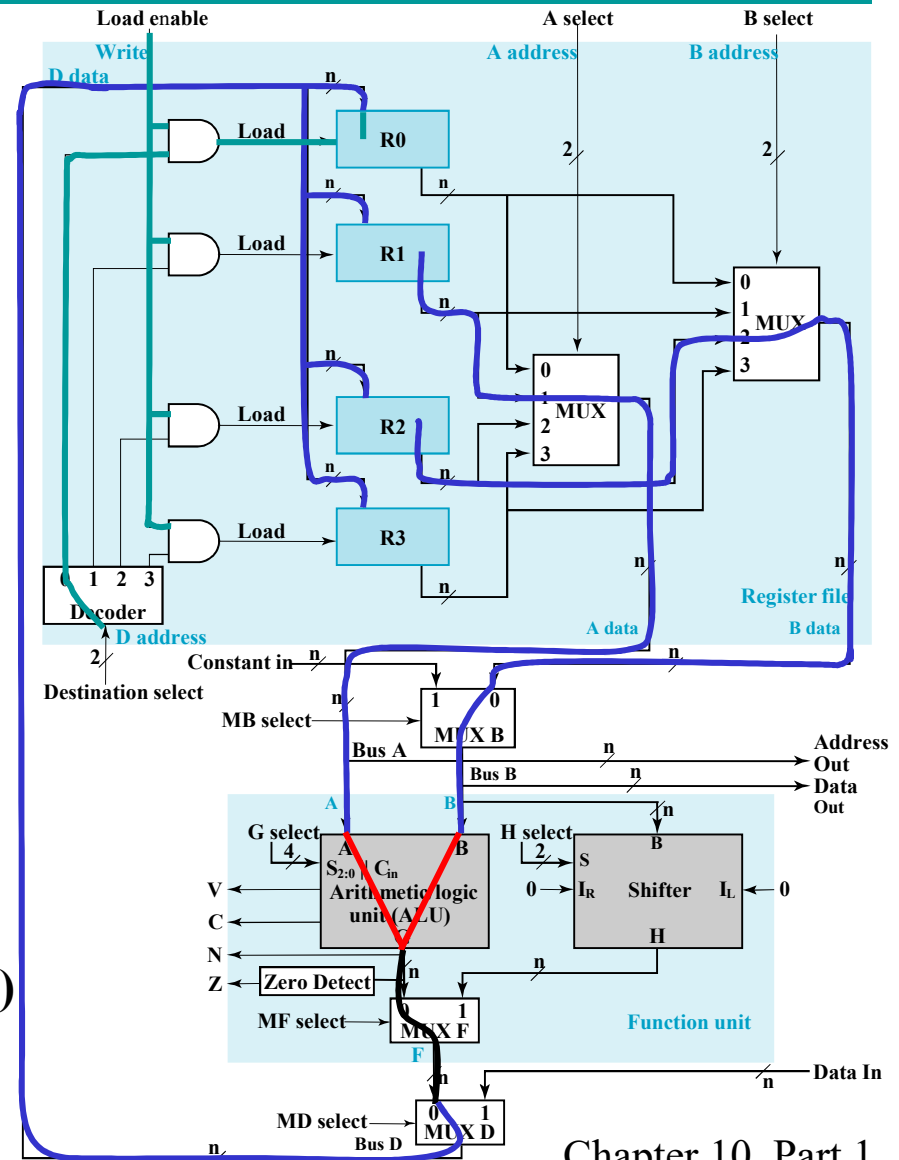 Load enable
A select
B select
Write
A address
B address
D data
n
Load
R0
2
2
n
n
Load
R1
0
1
MUX
2
3
n
n
0
1
MUX
2
3
Load
R2
n
n
Load
R3
n
n
n
0 1 2 3
Decoder
Register file
D address
A data
B data
2
Constant in
n
n
Destination select
n
1 0
MB select
MUX B
Address
Out
Bus A
n
Bus B
n
Data
Out
A
B
n
G select
4
H select
2
A
B
B
S2:0 || Cin
S
V
Arithmetic logic
unit (ALU)
0
IR
Shifter
IL
0
C
G
H
N
n
n
Z
Zero Detect
)
0 1
MF select
MUX F
Function unit
F
n
n
Data In
0 1
MD select
MUX D
Bus D
n
Chapter 10 Part 1